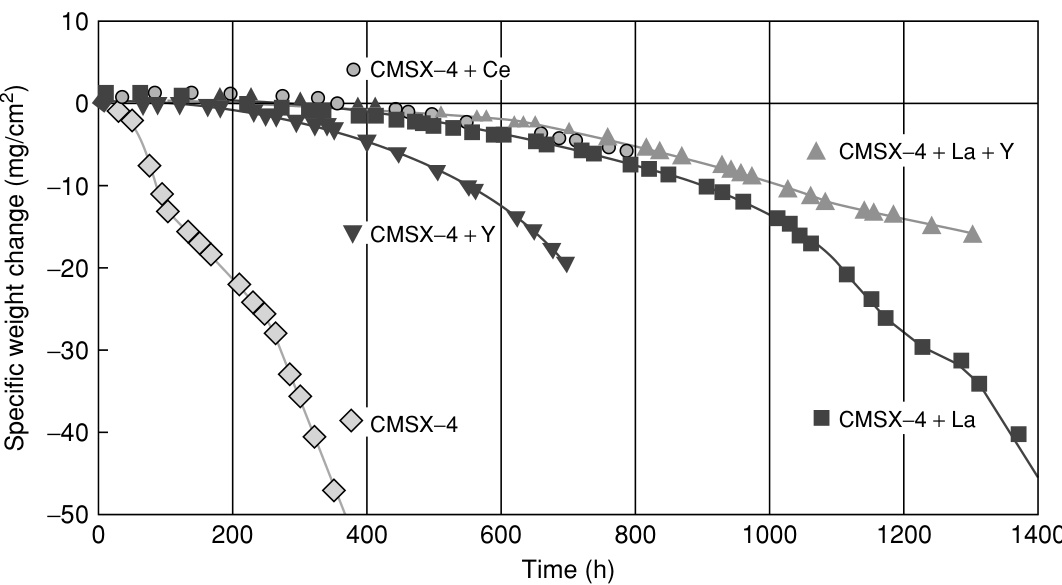 Specific weight change (mg/cm²)
10
0
–10
–20
–30
–40
–50
CMSX–4 + Ce
CMSX–4 + La + Y
CMSX–4 + Y
CMSX–4
CMSX–4 + La
0 200 400 600 800 1000 1200 1400
Time (h)